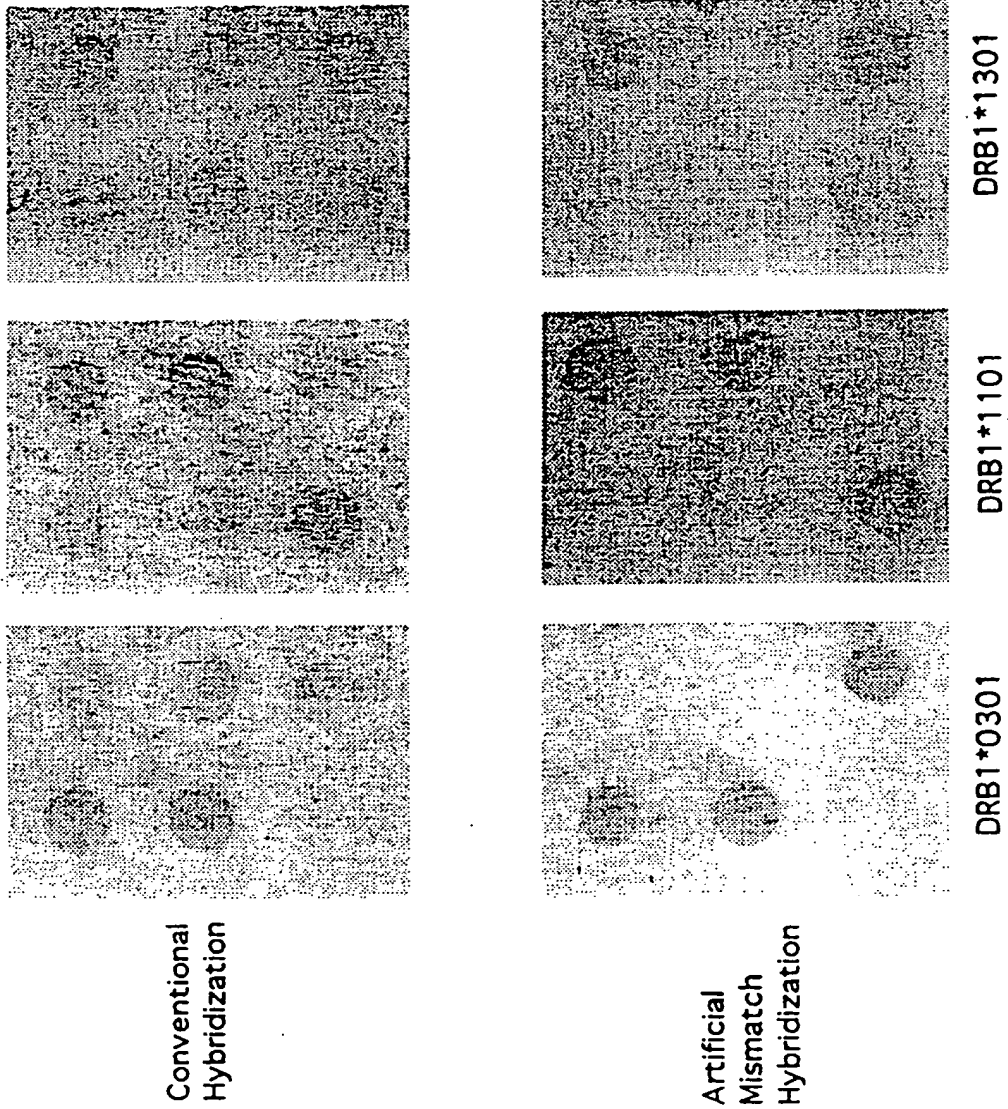 Conventional
Hybridization
Artificial
Mismatch
Hybridization
DRB1*0301
DRB1*1101
DRB1*1301